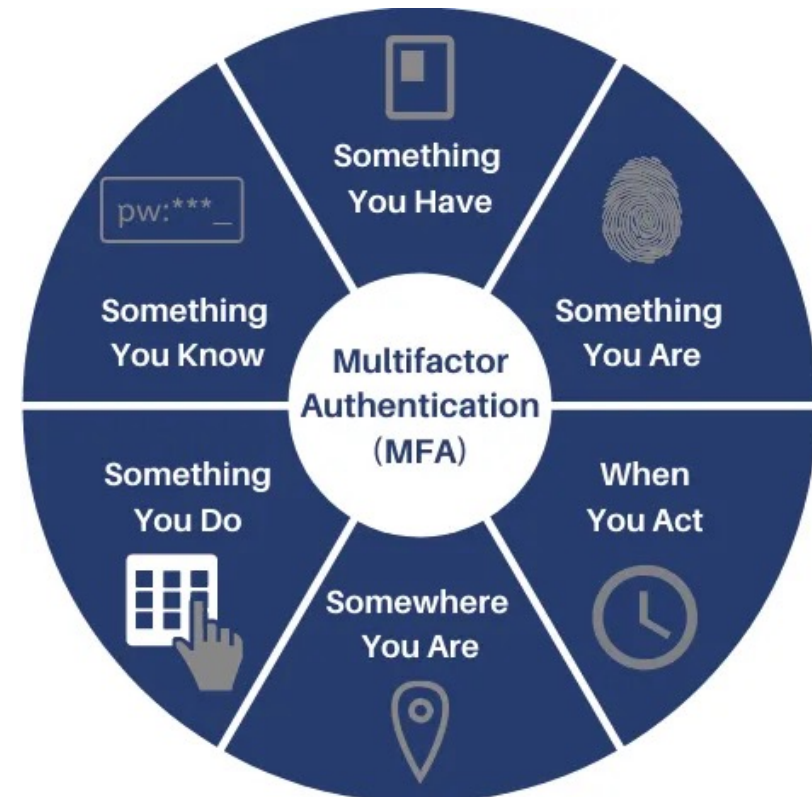 Something
You Have
pw:***_
Something
You Know
Something
You Are
Multifactor
Authentication
(MFA)
Something
You Do
When
You Act
Somewhere
You Are